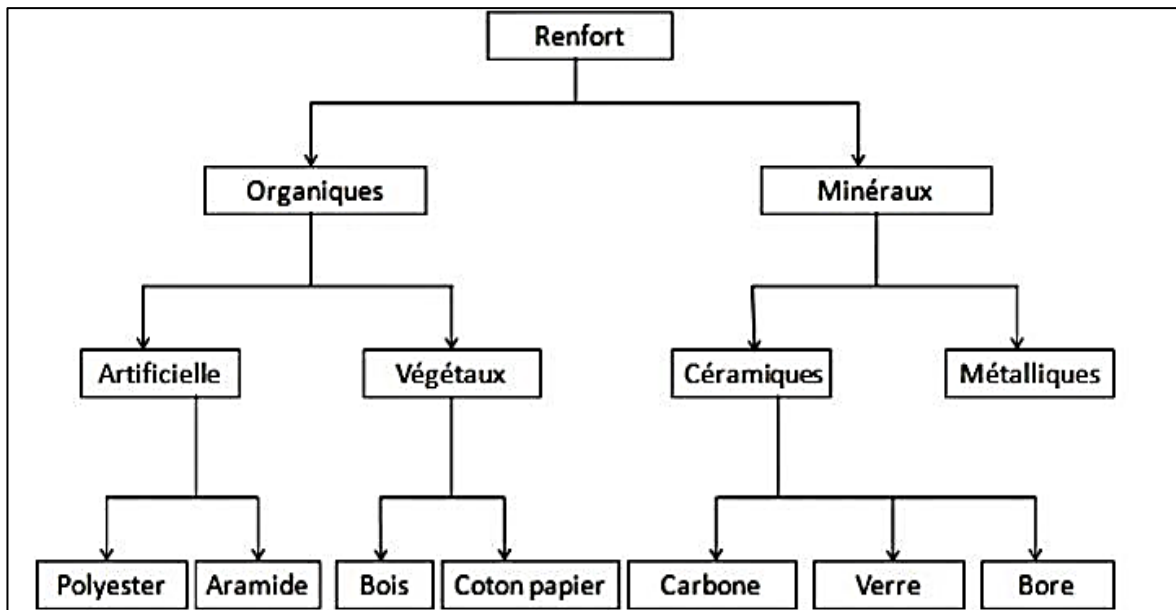 Renfort
Organiques
Minéraux
Artificielle
Végétaux
Céramiques
Métalliques
Polyester
Aramide
Bois
Coton papier
Carbone
Verre
Bore